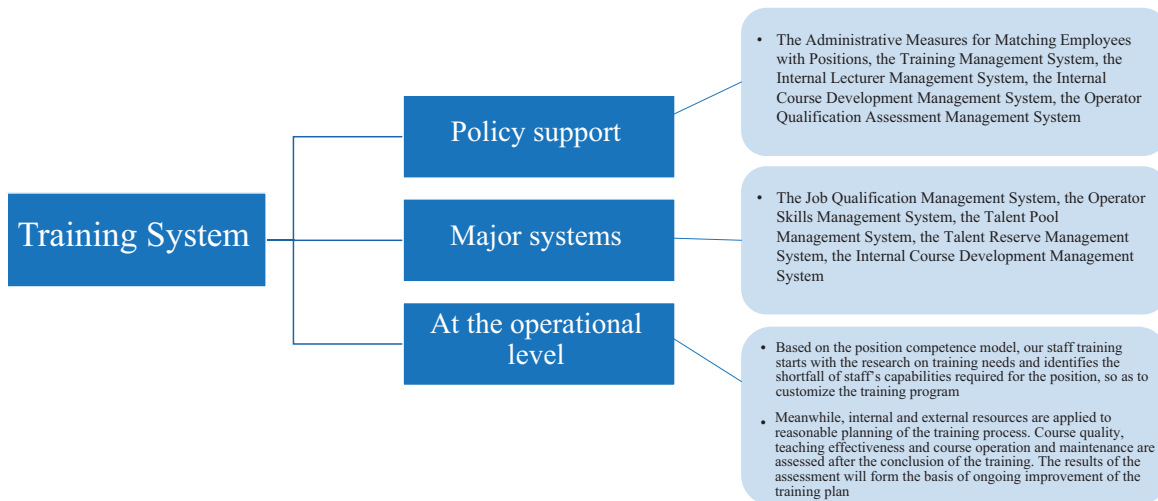 Training System
Policy support
• The Administrative Measures for Matching Employees
with Positions, the Training Management System, the
Internal Lecturer Management System, the Internal
Course Development Management System, the Operator
Qualification Assessment Management System
Major systems
• The Job Qualification Management System, the Operator
Skills Management System, the Talent Pool
Management System, the Talent Reserve Management
System, the Internal Course Development Management
System
At the operational
level
• Based on the position competence model, our staff training
starts with the research on training needs and identifies the
shortfall of staff’s capabilities required for the position, so as to
customize the training program
• Meanwhile, internal and external resources are applied to
reasonable planning of the training process. Course quality,
teaching effectiveness and course operation and maintenance are
assessed after the conclusion of the training. The results of the
assessment will form the basis of ongoing improvement of the
training plan